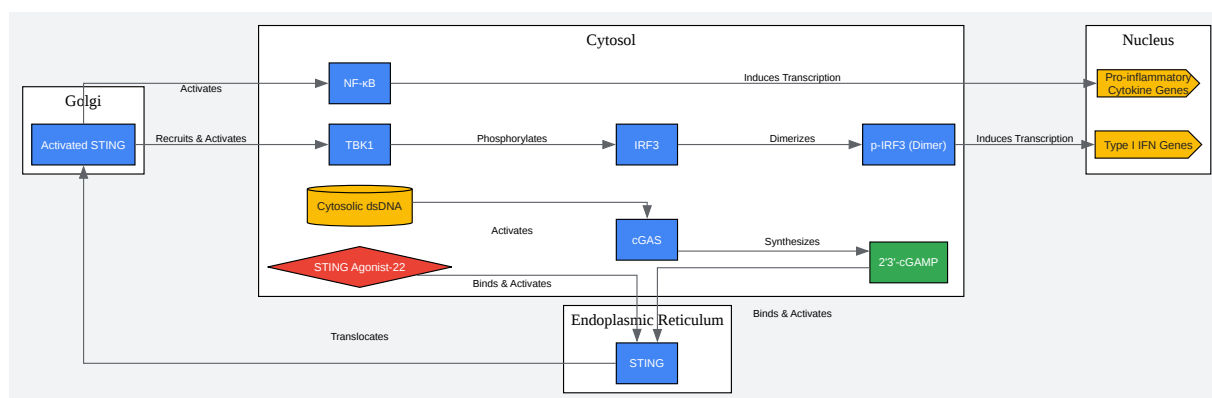 Cytosol
Nucleus
NF-κB
Induces Transcription
Pro-inflammatory
Cytokine Genes
Activates
Golgi
Activated STING
Recruits & Activates
TBK1
Phosphorylates
IRF3
Dimerizes
p-IRF3 (Dimer)
Induces Transcription
Type I IFN Genes
Cytosolic dsDNA
Activates
cGAS
Synthesizes
2'3'-cGAMP
STING Agonist-22
Binds & Activates
Binds & Activates
Endoplasmic Reticulum
Translocates
STING